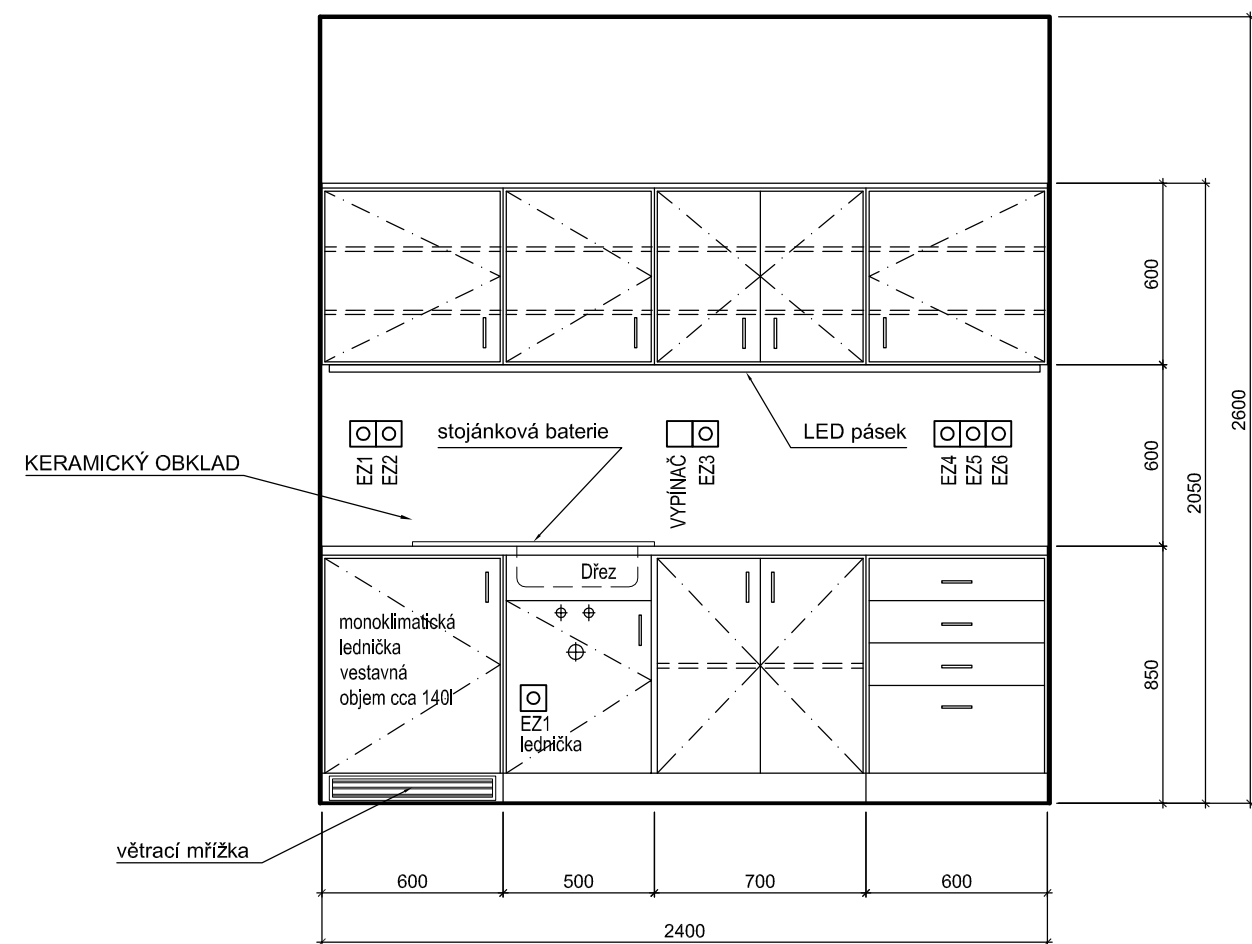 600
2600
EZ1
EZ2
stojánková baterie
VYPÍNAČ
EZ3
LED pásek
EZ4
EZ5
EZ6
600
2050
KERAMICKÝ OBKLAD
Dřez
monoklimatická
lednička
vestavná
objem cca 140l
EZ1
lednička
850
větrací mřížka
600
500
700
600
2400